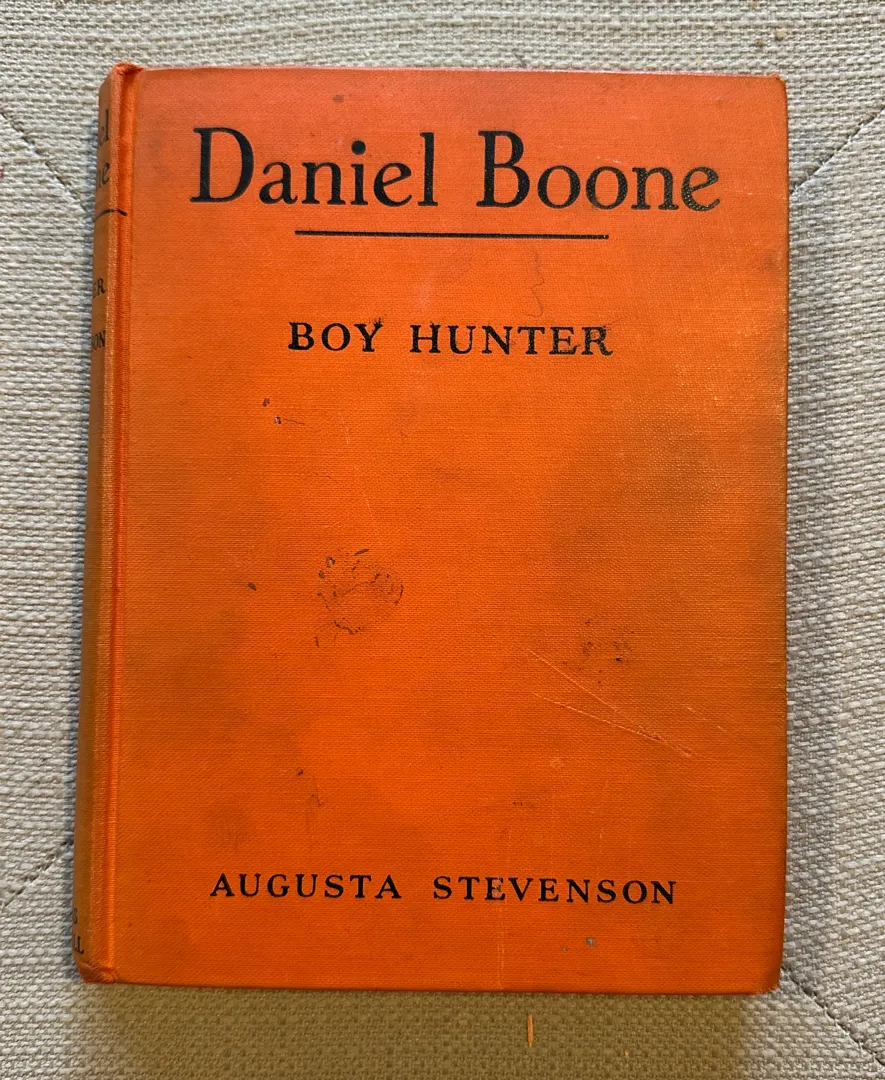 Daniel Boone
BOY HUNTER
AUGUSTA STEVENSON